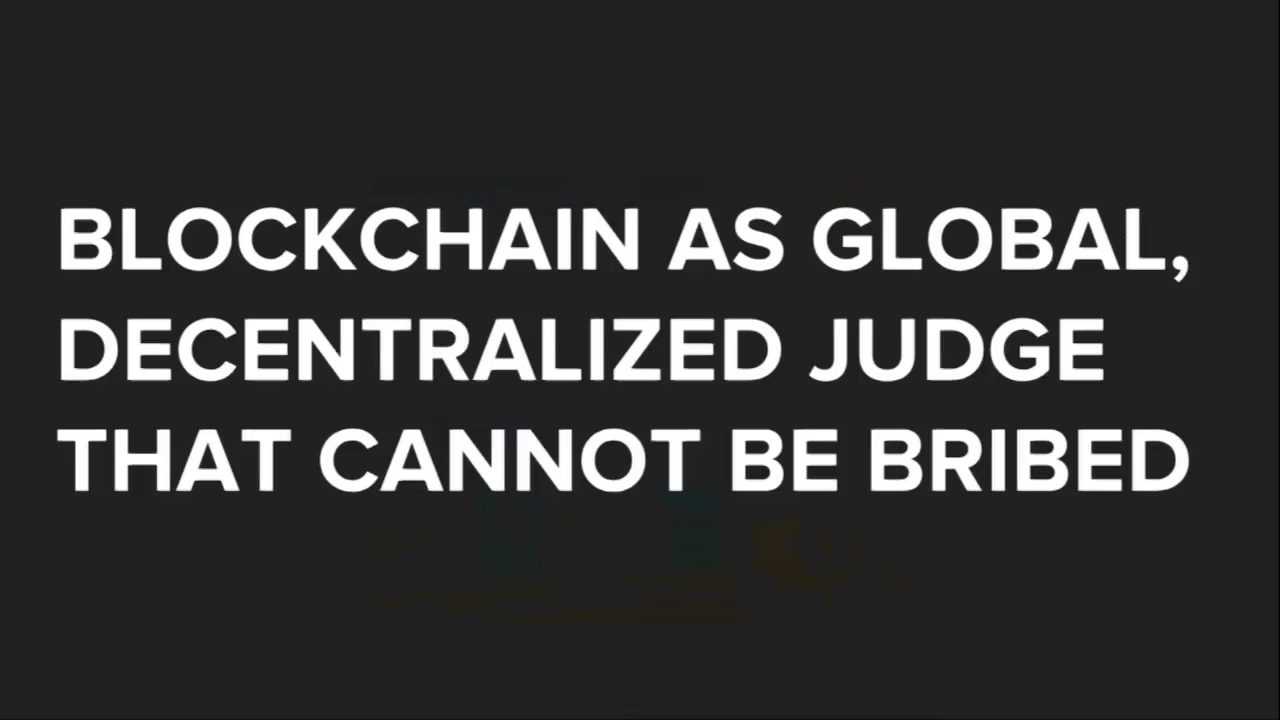 BLOCKCHAIN AS GLOBAL,
DECENTRALIZED JUDGE
THAT CANNOT BE BRIBED